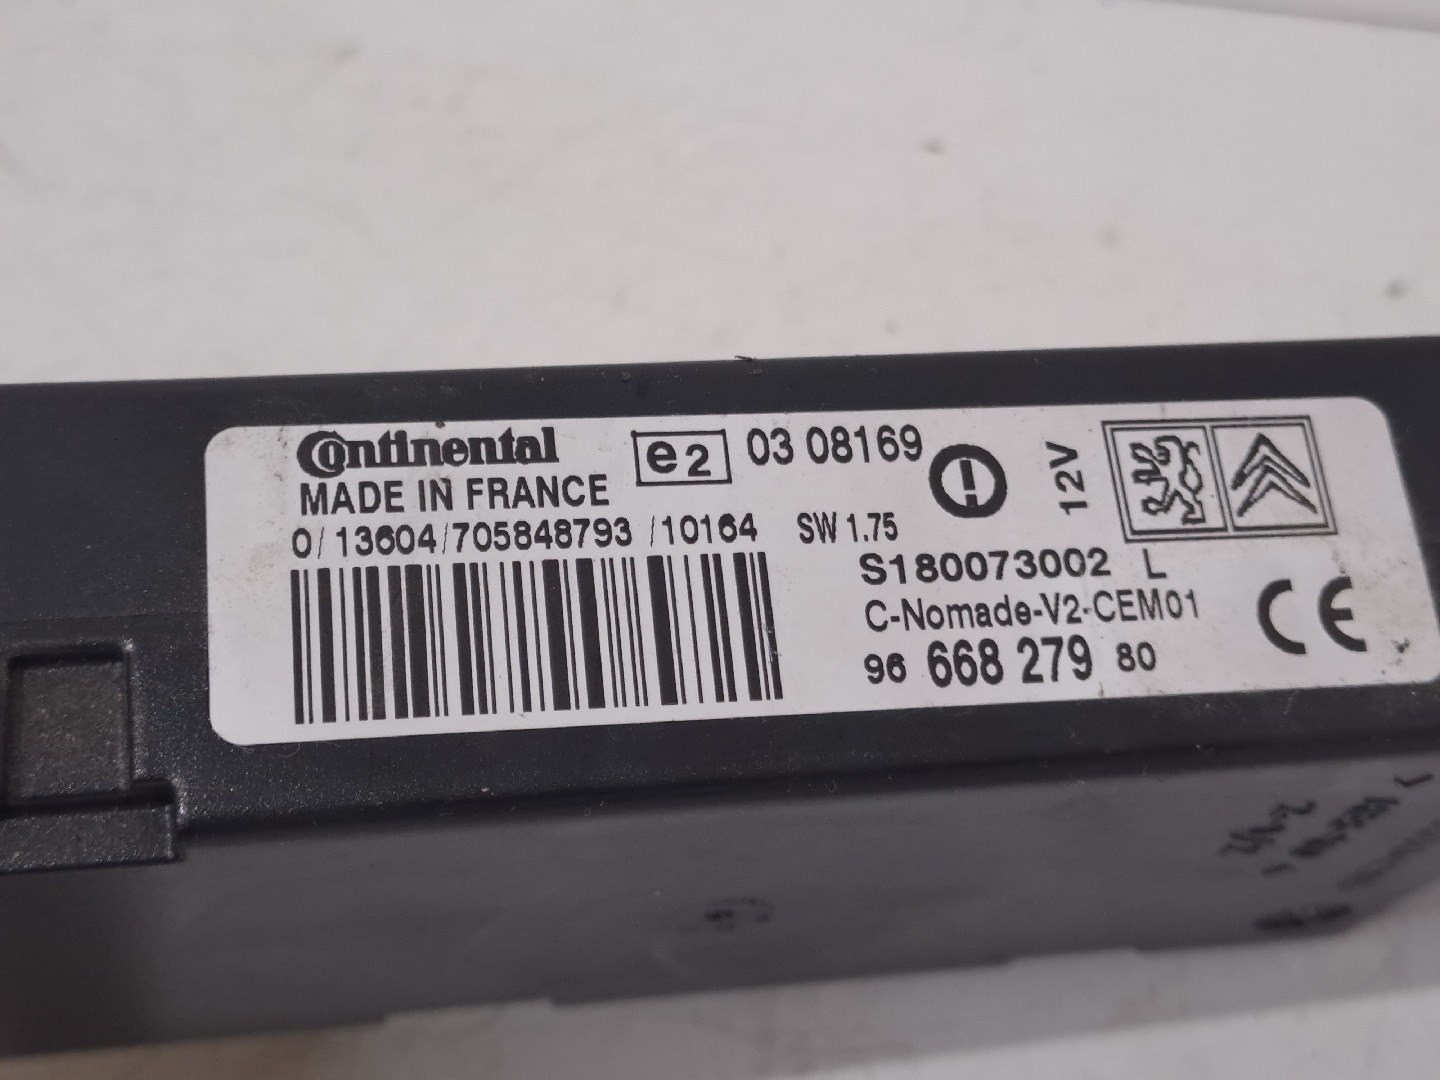 Continental
MADE IN FRANCE
e2 03 08169
12V
0/13604/705848793 /10164 SW 1.75
S180073002 L
C-Nomade-V2-CEM01
96 668 279 80
CE